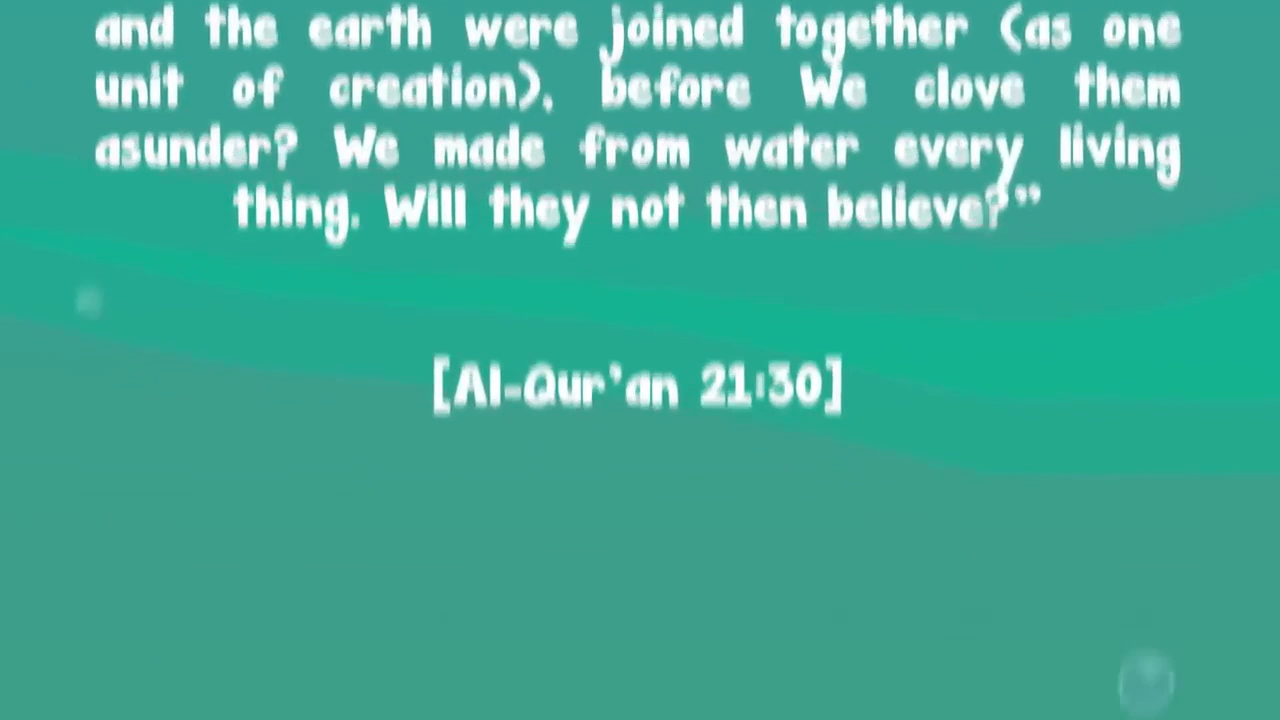 and the earth were joined together (as one
unit of creation), before We clove them
asunder? We made from water every living
thing. Will they not then believe?”
[Al-Qur’an 21:30]